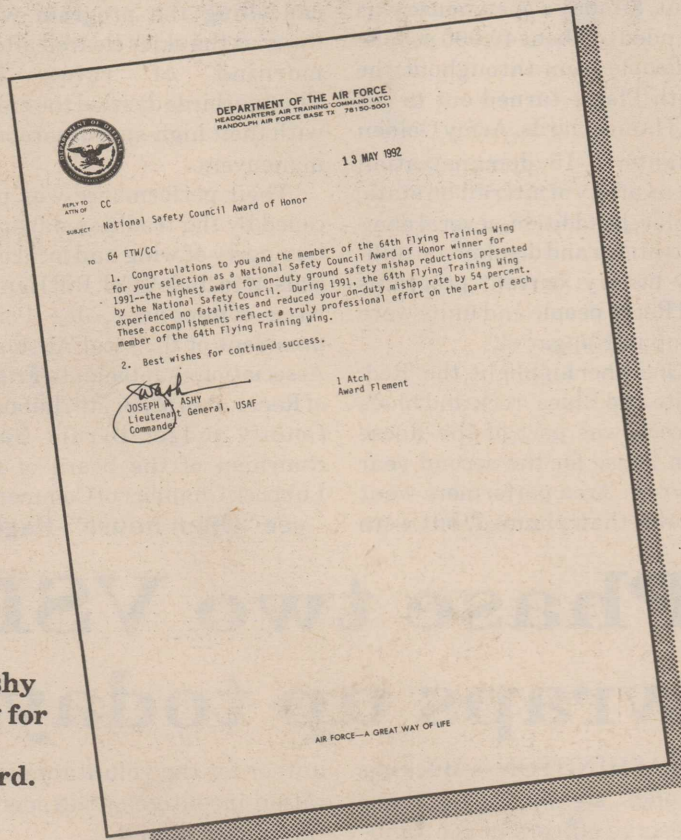 DEPARTMENT OF THE AIR FORCE
HEADQUARTERS AIR TRAINING COMMAND (ATC)
RANDOLPH AIR FORCE BASE TX 78150-5001
13 MAY 1992
REPLY TO
ATTN OF CC
SUBJECT National Safety Council Award of Honor
TO 64 FTW/CC
1. Congratulations to you and the members of the 64th Flying Training Wing
for your selection as a National Safety Council Award of Honor winner for
1991--the highest award for on-duty ground safety mishap reductions presented
by the National Safety Council. During 1991, the 64th Flying Training Wing
experienced no fatalities and reduced your on-duty mishap rate by 54 percent.
These accomplishments reflect a truly professional effort on the part of each
member of the 64th Flying Training Wing.
2. Best wishes for continued success.
JOSEPH W. ASHY
Lieutenant General, USAF
Commander
1 Atch
Award Element
AIR FORCE—A GREAT WAY OF LIFE
hy
for
rd.